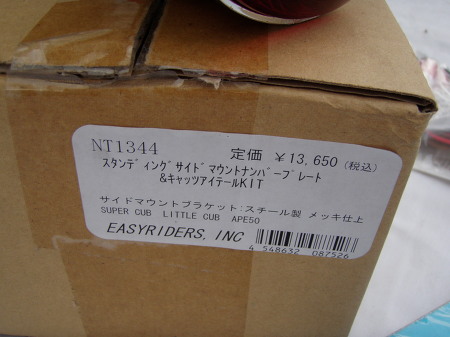 NT1344 定価 ¥13,650(税込)
スタンディングサイドマウントナンバープレート
&キャッツアイテールKIT
サイドマウントブラケット:スチール製 メッキ仕上
SUPER CUB LITTLE CUB APE50
EASYRIDERS, INC
4 548632 087526